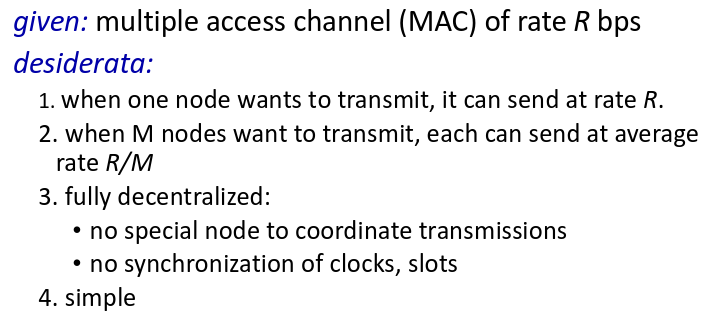 given: multiple access channel (MAC) of rate R bps
desiderata:
1. when one node wants to transmit, it can send at rate R.
2. when M nodes want to transmit, each can send at average
rate R/M
3. fully decentralized:
• no special node to coordinate transmissions
• no synchronization of clocks, slots
4. simple